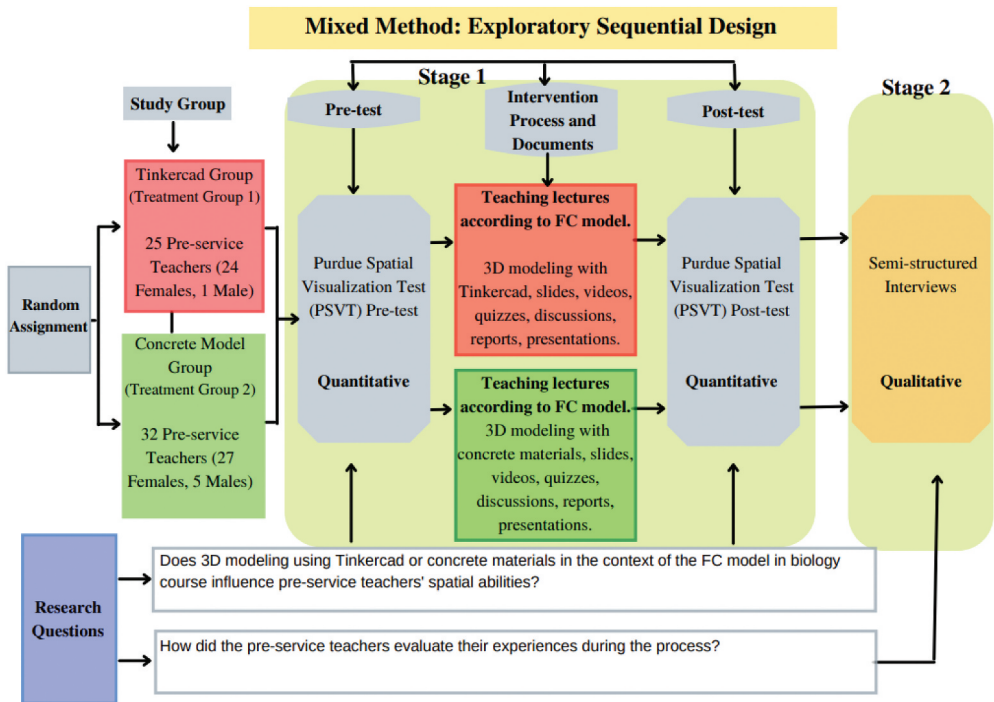 Mixed Method: Exploratory Sequential Design
Stage 1
Stage 2
Study Group
Pre-test
Intervention
Process and
Documents
Post-test
Random
Assignment
Tinkercad Group
(Treatment Group 1)
25 Pre-service
Teachers (24
Females, 1 Male)
Concrete Model
Group
(Treatment Group 2)
32 Pre-service
Teachers (27
Females, 5 Males)
Purdue Spatial
Visualization Test
(PSVT) Pre-test
Quantitative
Teaching lectures
according to FC model.
3D modeling with
Tinkercad, slides, videos,
quizzes, discussions,
reports, presentations.
Teaching lectures
according to FC model.
3D modeling with
concrete materials, slides,
videos, quizzes,
discussions, reports,
presentations.
Purdue Spatial
Visualization Test
(PSVT) Post-test
Quantitative
Semi-structured
Interviews
Qualitative
Research
Questions
Does 3D modeling using Tinkercad or concrete materials in the context of the FC model in biology
course influence pre-service teachers' spatial abilities?
How did the pre-service teachers evaluate their experiences during the process?